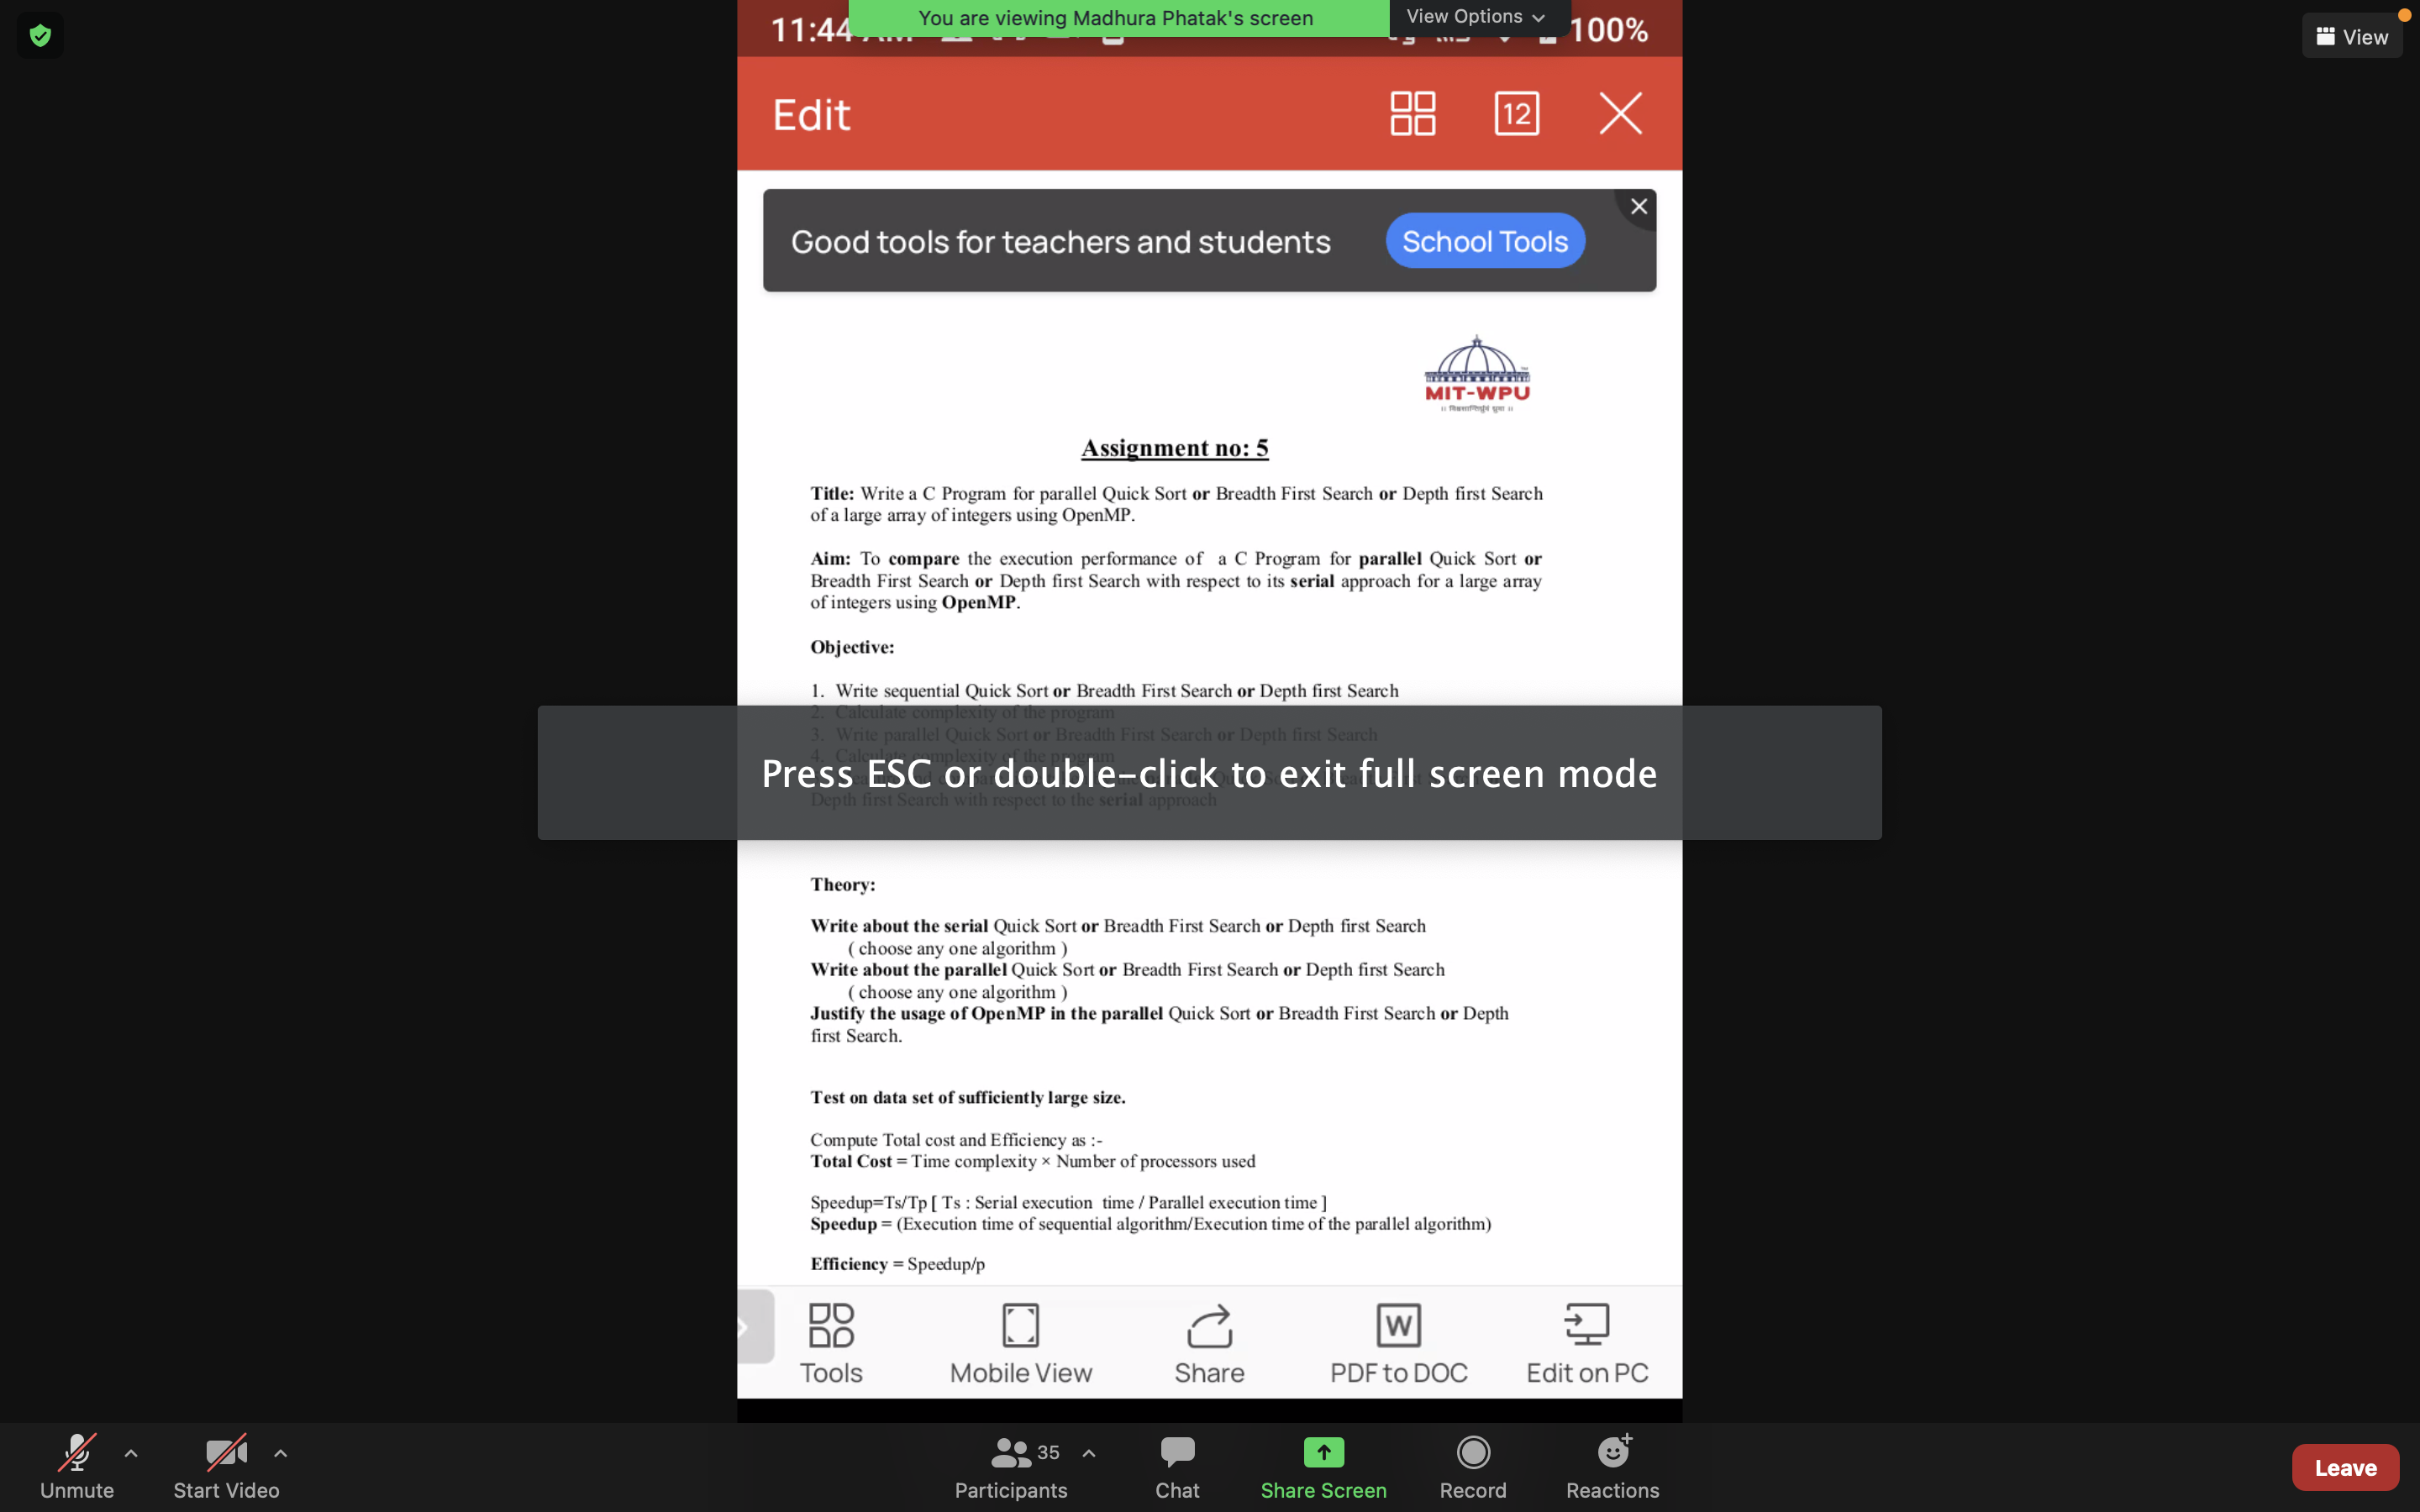 You are viewing Madhura Phatak's screen
View Options
View
11:44
100%
Edit
12
Good tools for teachers and students
School Tools
MIT-WPU
Assignment no: 5
Title: Write a C Program for parallel Quick Sort or Breadth First Search or Depth first Search
of a large array of integers using OpenMP.
Aim: To compare the execution performance of a C Program for parallel Quick Sort or
Breadth First Search or Depth first Search with respect to its serial approach for a large array
of integers using OpenMP.
Objective:
1. Write sequential Quick Sort or Breadth First Search or Depth first Search
2. Calculate complexity of the program
3. Write parallel Quick Sort or Breadth First Search or Depth first Search
4. Calculate complexity of the program
Press ESC or double-click to exit full screen mode
Depth first Search with respect to the serial approach
Theory:
Write about the serial Quick Sort or Breadth First Search or Depth first Search
( choose any one algorithm )
Write about the parallel Quick Sort or Breadth First Search or Depth first Search
( choose any one algorithm )
Justify the usage of OpenMP in the parallel Quick Sort or Breadth First Search or Depth
first Search.
Test on data set of sufficiently large size.
Compute Total cost and Efficiency as :-
Total Cost = Time complexity × Number of processors used
Speedup=Ts/Tp [ Ts : Serial execution time / Parallel execution time ]
Speedup = (Execution time of sequential algorithm/Execution time of the parallel algorithm)
Efficiency = Speedup/p
Tools
Mobile View
Share
W
PDF to DOC
Edit on PC
Unmute
Start Video
35
Participants
Chat
Share Screen
Record
Reactions
Leave